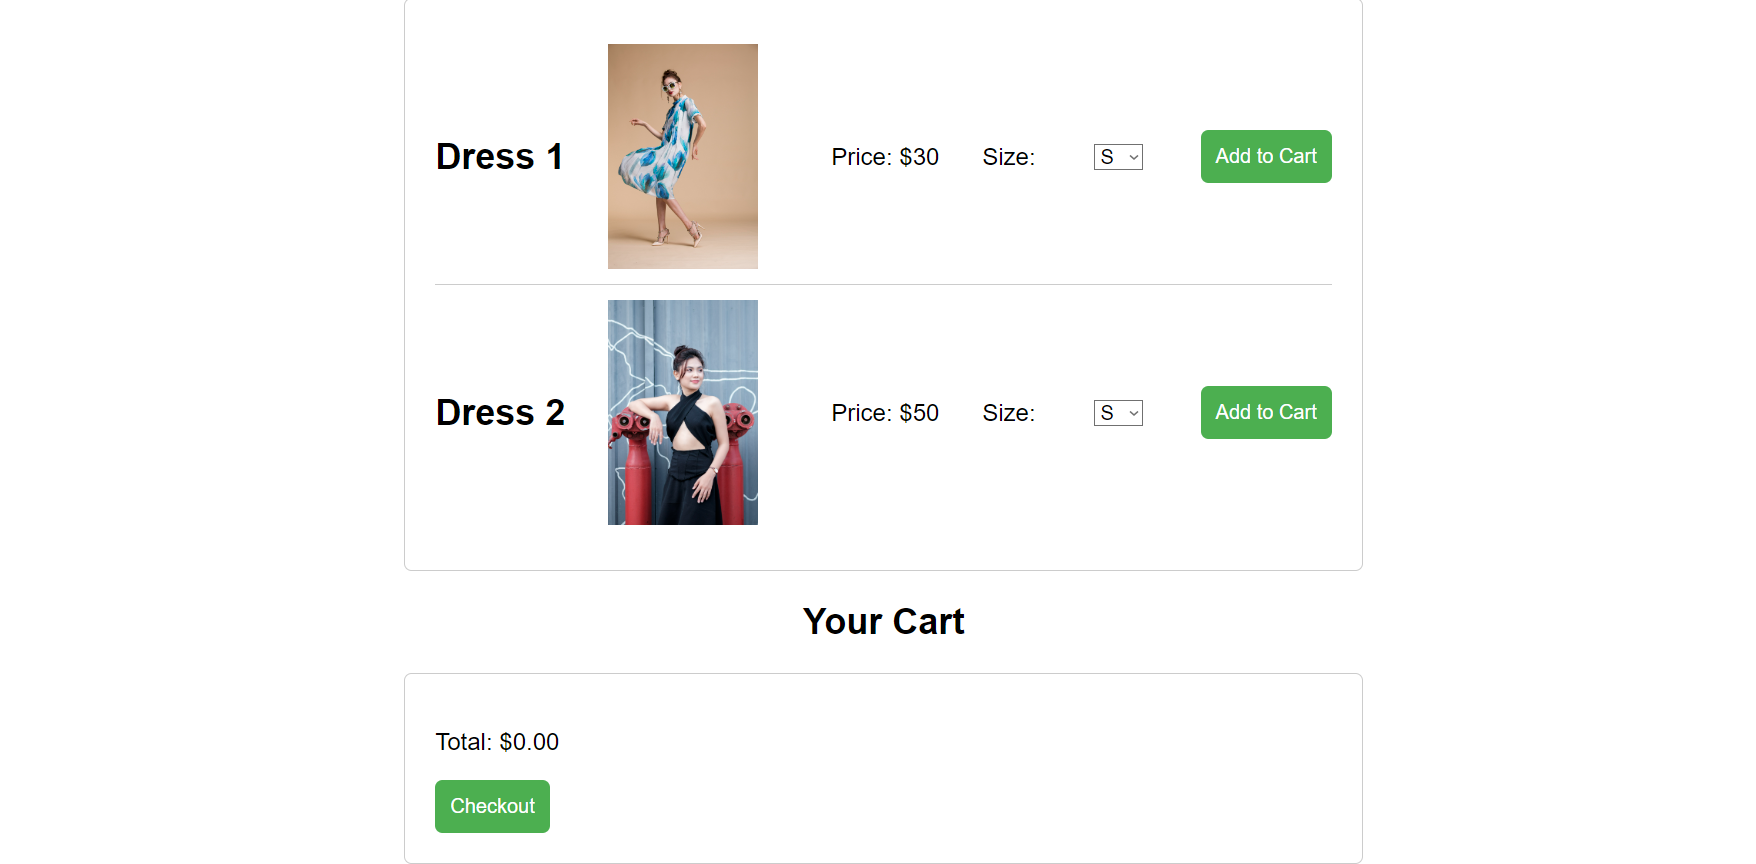 Dress 1 Price: $30 Size: S Add to Cart
Dress 2 Price: $50 Size: S Add to Cart
Your Cart
Total: $0.00
Checkout